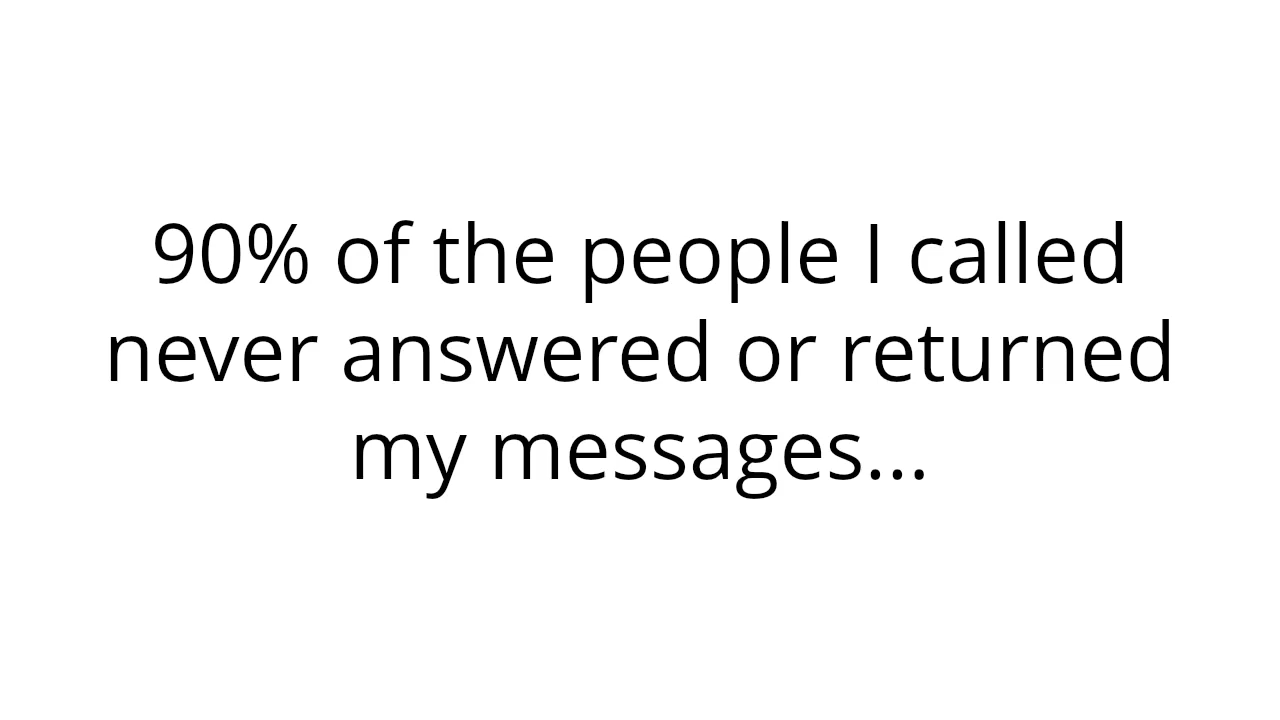 90% of the people I called
never answered or returned
my messages...